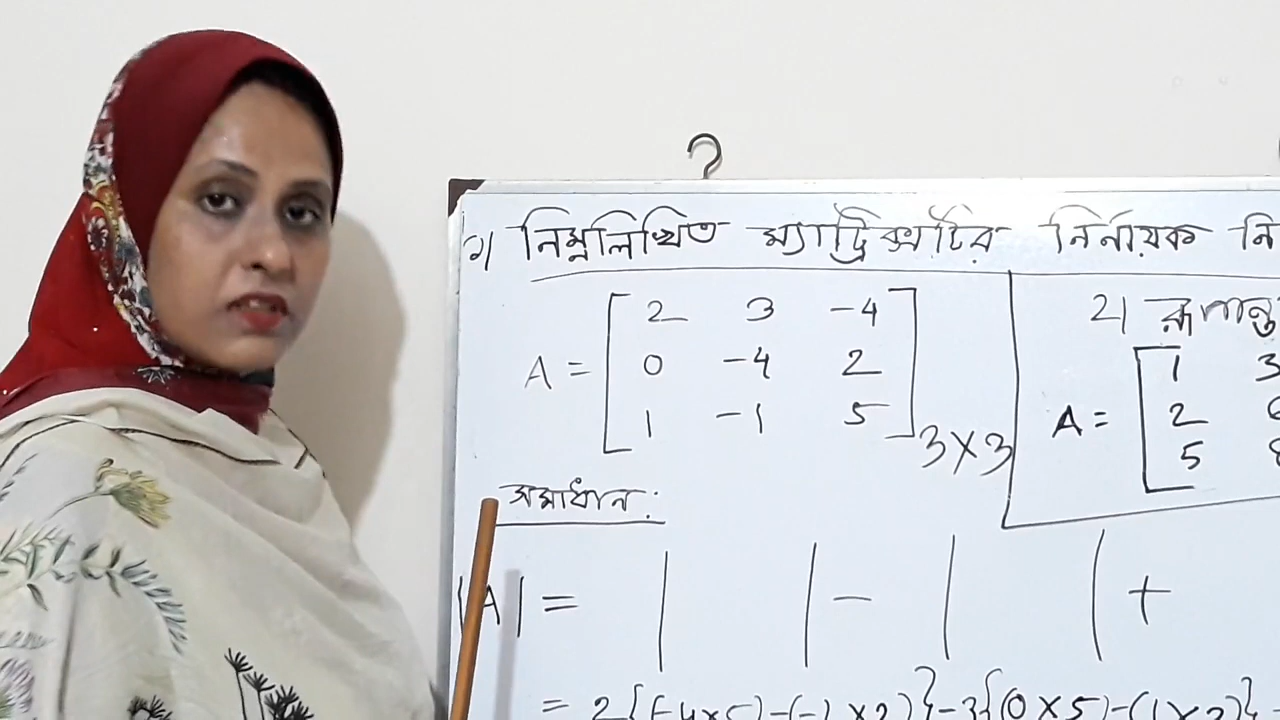 ১) নিম্নলিখিত ম্যাট্রিক্সটির নির্নায়ক নি
A = [ 2 3 -4
0 -4 2
1 -1 5 ] 3×3
2) রূপান্ত
A = [ 1 3
2
5
সমাধান:
|A| = | | - | | +
= 2{(-4×5)-(-1×2)}-3{(0×5)-(1×2)}